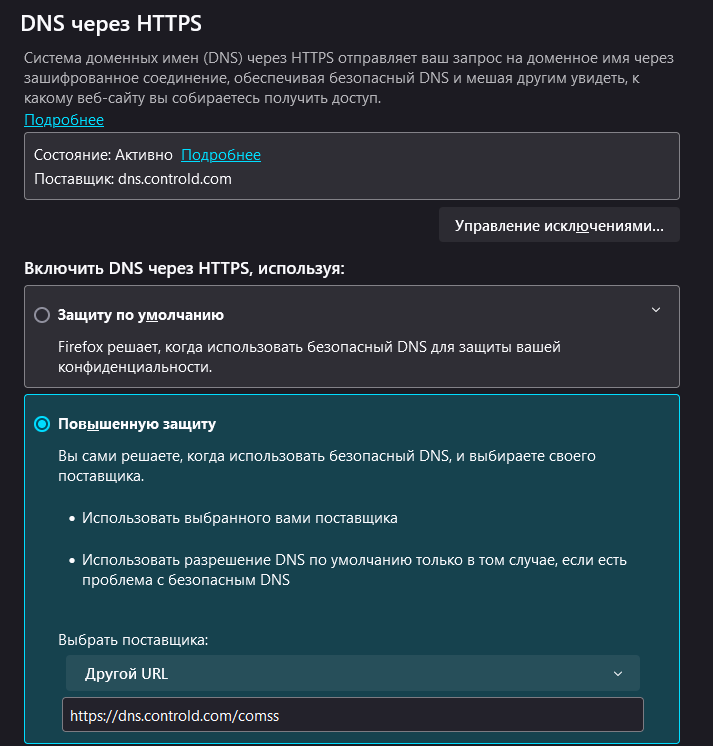 DNS через HTTPS
Система доменных имен (DNS) через HTTPS отправляет ваш запрос на доменное имя через
зашифрованное соединение, обеспечивая безопасный DNS и мешая другим увидеть, к
какому веб-сайту вы собираетесь получить доступ.
Подробнее
Состояние: Активно Подробнее
Поставщик: dns.controld.com
Управление исключениями...
Включить DNS через HTTPS, используя:
Защиту по умолчанию
Firefox решает, когда использовать безопасный DNS для защиты вашей
конфиденциальности.
Повышенную защиту
Вы сами решаете, когда использовать безопасный DNS, и выбираете своего
поставщика.
• Использовать выбранного вами поставщика
• Использовать разрешение DNS по умолчанию только в том случае, если есть
проблема с безопасным DNS
Выбрать поставщика:
Другой URL
https://dns.controld.com/comss